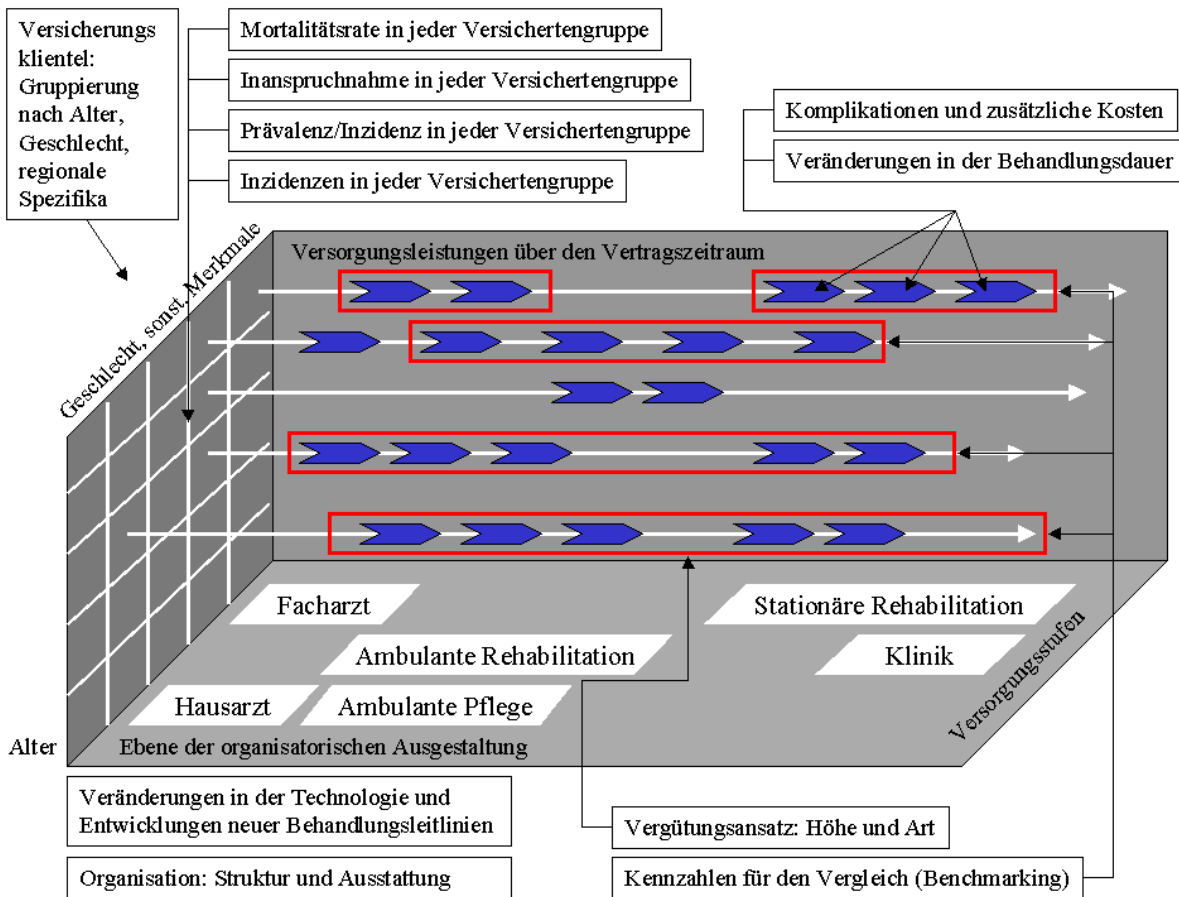 Versicherungs
klientel:
Gruppierung
nach Alter,
Geschlecht,
regionale
Spezifika
Mortalitätsrate in jeder Versichertengruppe
Inanspruchnahme in jeder Versichertengruppe
Prävalenz/Inzidenz in jeder Versichertengruppe
Inzidenzen in jeder Versichertengruppe
Komplikationen und zusätzliche Kosten
Veränderungen in der Behandlungsdauer
Geschlecht, sonst. Merkmale
Versorgungsleistungen über den Vertragszeitraum
Facharzt
Stationäre Rehabilitation
Ambulante Rehabilitation
Klinik
Hausarzt
Ambulante Pflege
Versorgungsstufen
Alter
Ebene der organisatorischen Ausgestaltung
Veränderungen in der Technologie und
Entwicklungen neuer Behandlungsleitlinien
Vergütungsansatz: Höhe und Art
Organisation: Struktur und Ausstattung
Kennzahlen für den Vergleich (Benchmarking)